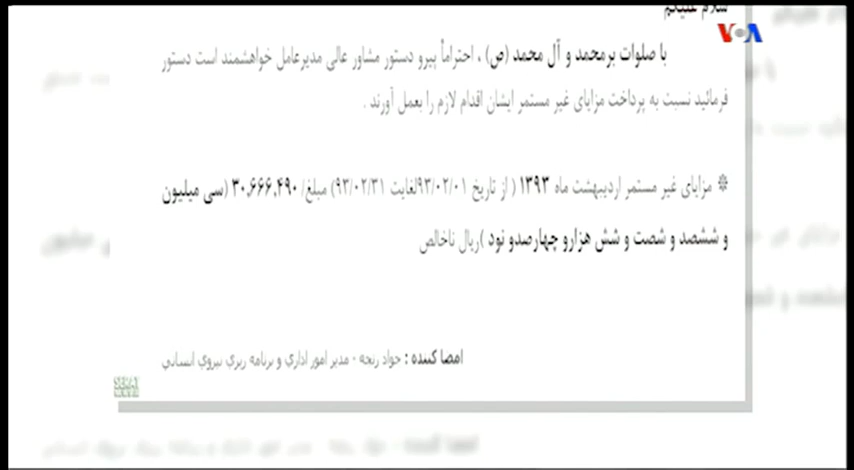 سلام علیکم
VOA
با صلوات برمحمد و آل محمد (ص) ، احتراماً پیرو دستور مشاور عالی مدیرعامل خواهشمند است دستور
فرمائید نسبت به پرداخت مزایای غیر مستمر ایشان اقدام لازم را بعمل آورند .
* مزایای غیر مستمر اردیبهشت ماه ۱۳۹۳ ( از تاریخ ۹۳/۰۲/۰۱لغایت ۹۳/۰۲/۳۱) مبلغ/ ۳۰,۶۶۶,۴۹۰ (سی میلیون
و ششصد و شصت و شش هزارو چهارصدو نود )ریال ناخالص
امضا کننده : جواد رنجه - مدیر امور اداری و برنامه ریزی نیروی انسانی